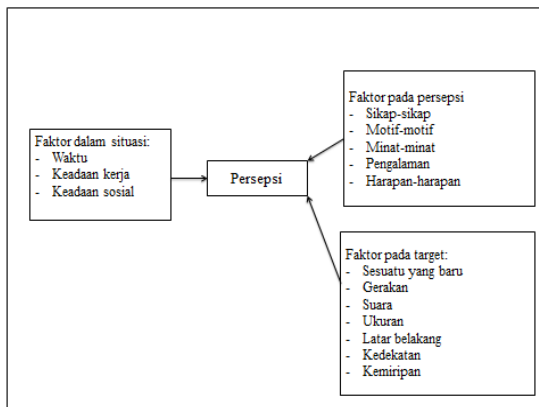 Faktor dalam situasi:
- Waktu
- Keadaan kerja
- Keadaan sosial
Persepsi
Faktor pada persepsi
- Sikap-sikap
- Motif-motif
- Minat-minat
- Pengalaman
- Harapan-harapan
Faktor pada target:
- Sesuatu yang baru
- Gerakan
- Suara
- Ukuran
- Latar belakang
- Kedekatan
- Kemiripan